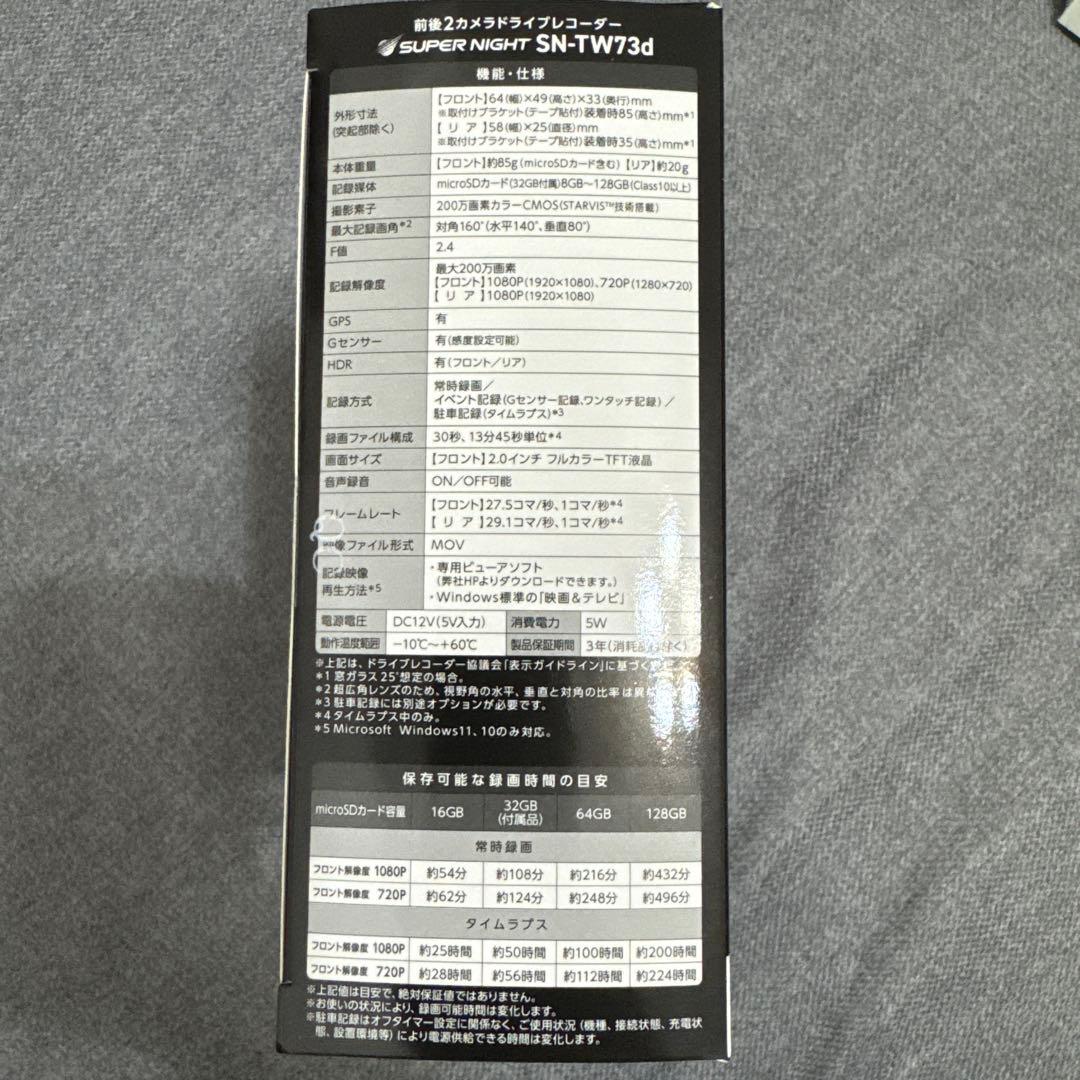 前後2カメラドライブレコーダー
SUPER NIGHT SN-TW73d
機能・仕様
外形寸法
(突起部除く)
【フロント】64(幅)×49(高さ)×33(奥行)mm
※取付けブラケット(テープ貼付)装着時85(高さ)mm*1
【 リ ア 】58(幅)×25(直径)mm
※取付けブラケット(テープ貼付)装着時35(高さ)mm*1
本体重量 【フロント】約85g(microSDカード含む)【リア】約20g
記録媒体 microSDカード(32GB付属)8GB〜128GB(Class10以上)
撮影素子 200万画素カラーCMOS(STARVIS™技術搭載)
最大記録画角*2 対角160°(水平140°、垂直80°)
F値 2.4
記録解像度
最大200万画素
【フロント】1080P(1920×1080)、720P(1280×720)
【 リ ア 】1080P(1920×1080)
GPS 有
Gセンサー 有(感度設定可能)
HDR 有(フロント/リア)
記録方式
常時録画/
イベント記録(Gセンサー記録、ワンタッチ記録)/
駐車記録(タイムラプス)*3
録画ファイル構成 30秒、13分45秒単位*4
画面サイズ 【フロント】2.0インチ フルカラーTFT液晶
音声録音 ON/OFF可能
フレームレート
【フロント】27.5コマ/秒、1コマ/秒*4
【 リ ア 】29.1コマ/秒、1コマ/秒*4
映像ファイル形式 MOV
記録映像
再生方法*5
・専用ビューアソフト
(弊社HPよりダウンロードできます。)
・Windows標準の「映画&テレビ」
電源電圧 DC12V(5V入力) 消費電力 5W
動作温度範囲 −10℃〜+60℃ 製品保証期間 3年(消耗品は除く)
※上記は、ドライブレコーダー協議会「表示ガイドライン」に基づく
*1 窓ガラス25°想定の場合。
*2 超広角レンズのため、視野角の水平、垂直と対角の比率は異
*3 駐車記録には別途オプションが必要です。
*4 タイムラプス中のみ。
*5 Microsoft Windows11、10のみ対応。
保存可能な録画時間の目安
microSDカード容量 16GB 32GB(付属品) 64GB 128GB
常時録画
フロント解像度 1080P 約54分 約108分 約216分 約432分
フロント解像度 720P 約62分 約124分 約248分 約496分
タイムラプス
フロント解像度 1080P 約25時間 約50時間 約100時間 約200時間
フロント解像度 720P 約28時間 約56時間 約112時間 約224時間
※上記値は目安で、絶対保証値ではありません。
※お使いの状況により、録画可能時間は変化します。
※駐車記録はオフタイマー設定に関係なく、ご使用状況(機種、接続状態、充電状
態、設置環境等)により電源供給できる時間は変化します。